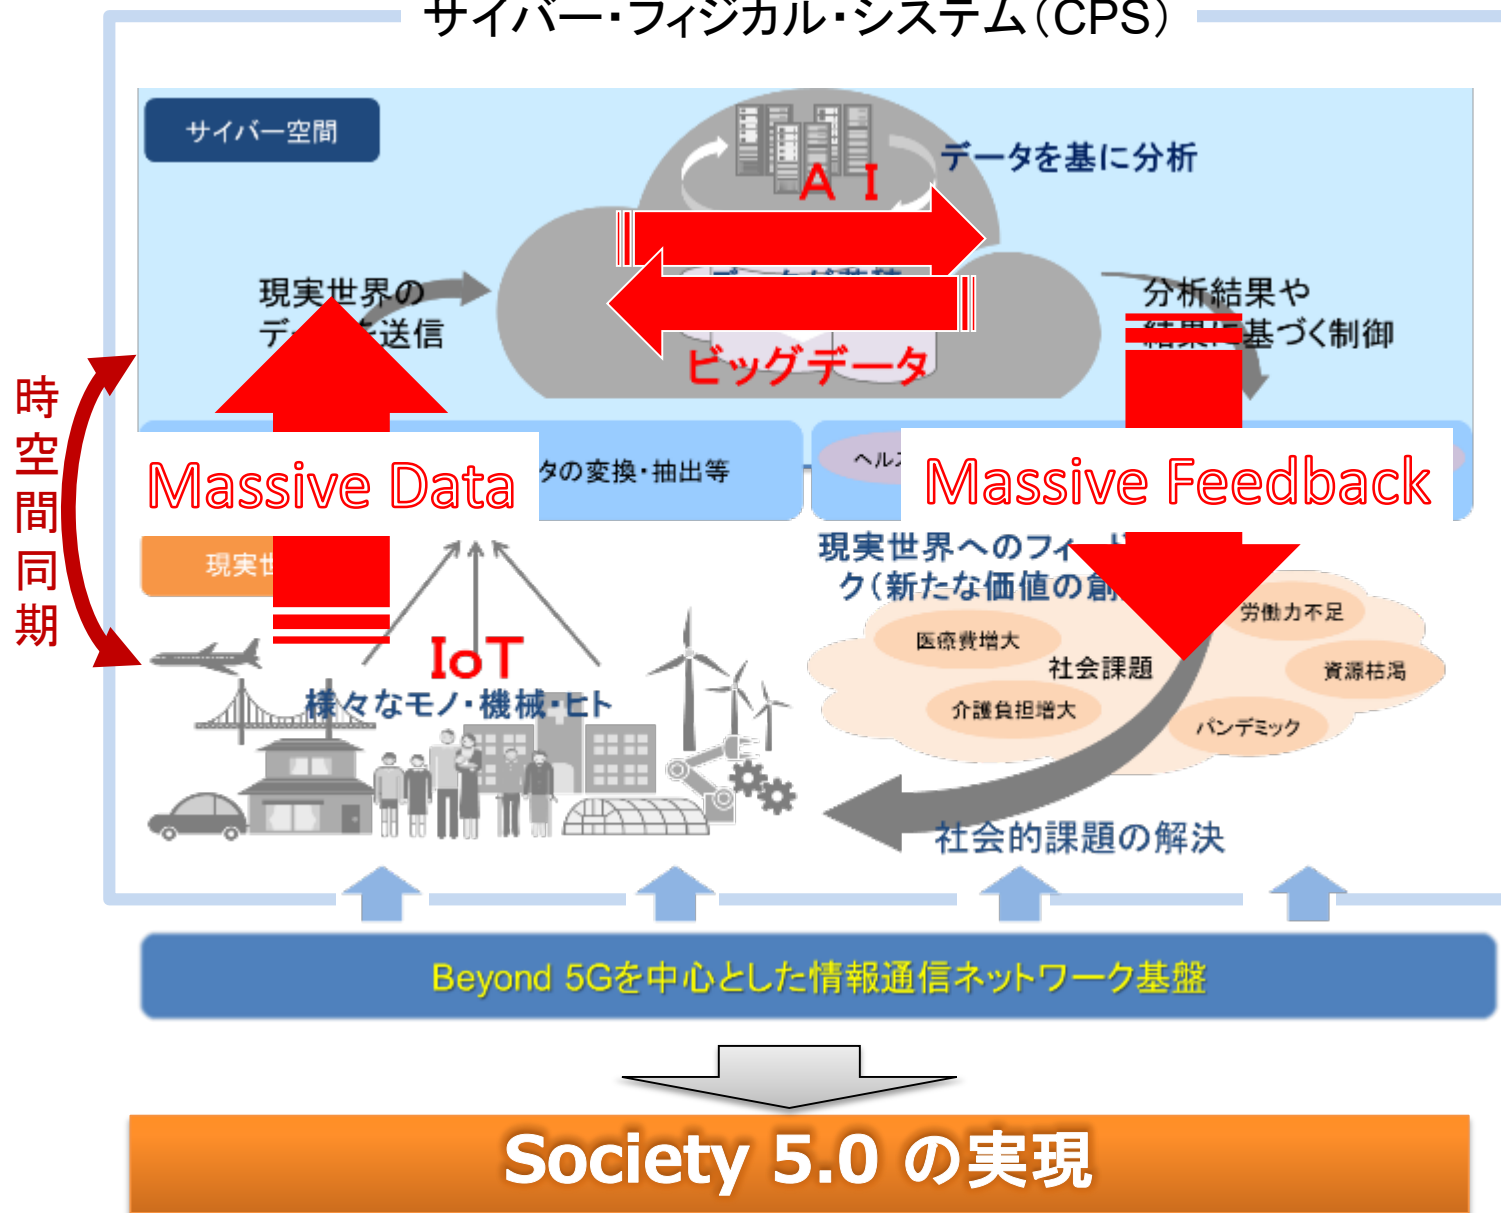 サイバー・フィジカル・システム（CPS）
サイバー空間
データを基に分析
A I
現実世界の
を送信
ビッグデータ
分析結果や
基づく制御
時空間同期
Massive Data
タの変換・抽出等
Massive Feedback
現実世界へのフィード
ク（新たな価値の創
IoT
様々なモノ・機械・ヒト
労働力不足
医療費増大
社会課題
資源枯渇
介護負担増大
パンデミック
社会的課題の解決
Beyond 5Gを中心とした情報通信ネットワーク基盤
Society 5.0 の実現